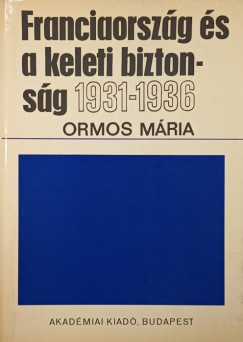 Franciaország és
a keleti bizton-
ság 1931-1936
ORMOS MÁRIA
AKADÉMIAI KIADÓ, BUDAPEST